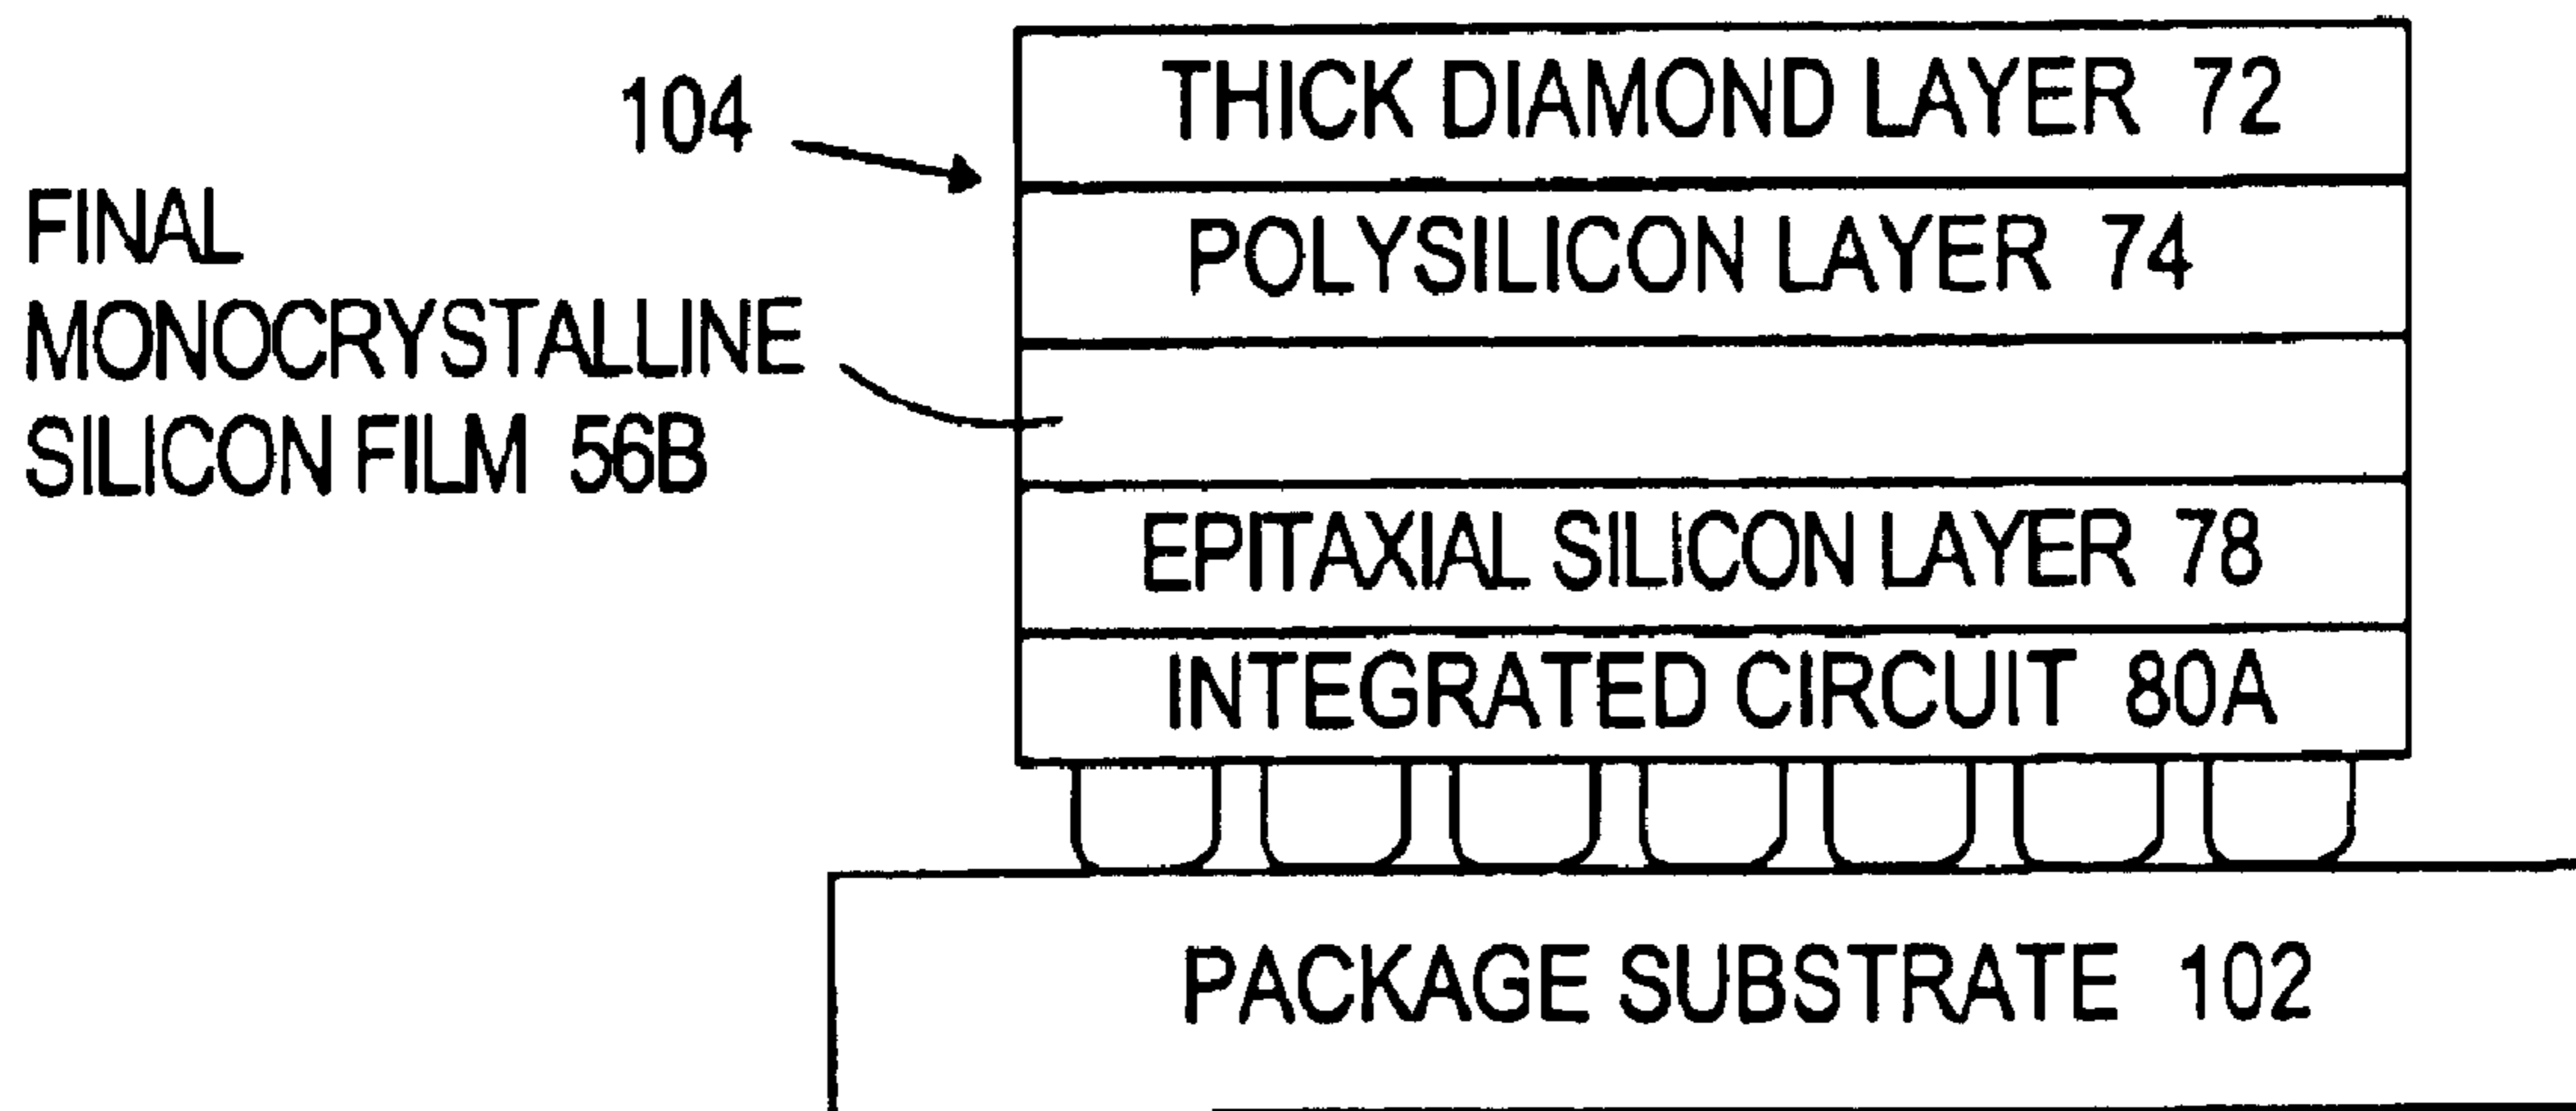 THICK DIAMOND LAYER 72
104
POLYSILICON LAYER 74
FINAL
MONOCRYSTALLINE
SILICON FILM 56B
EPITAXIAL SILICON LAYER 78
INTEGRATED CIRCUIT 80A
PACKAGE SUBSTRATE 102